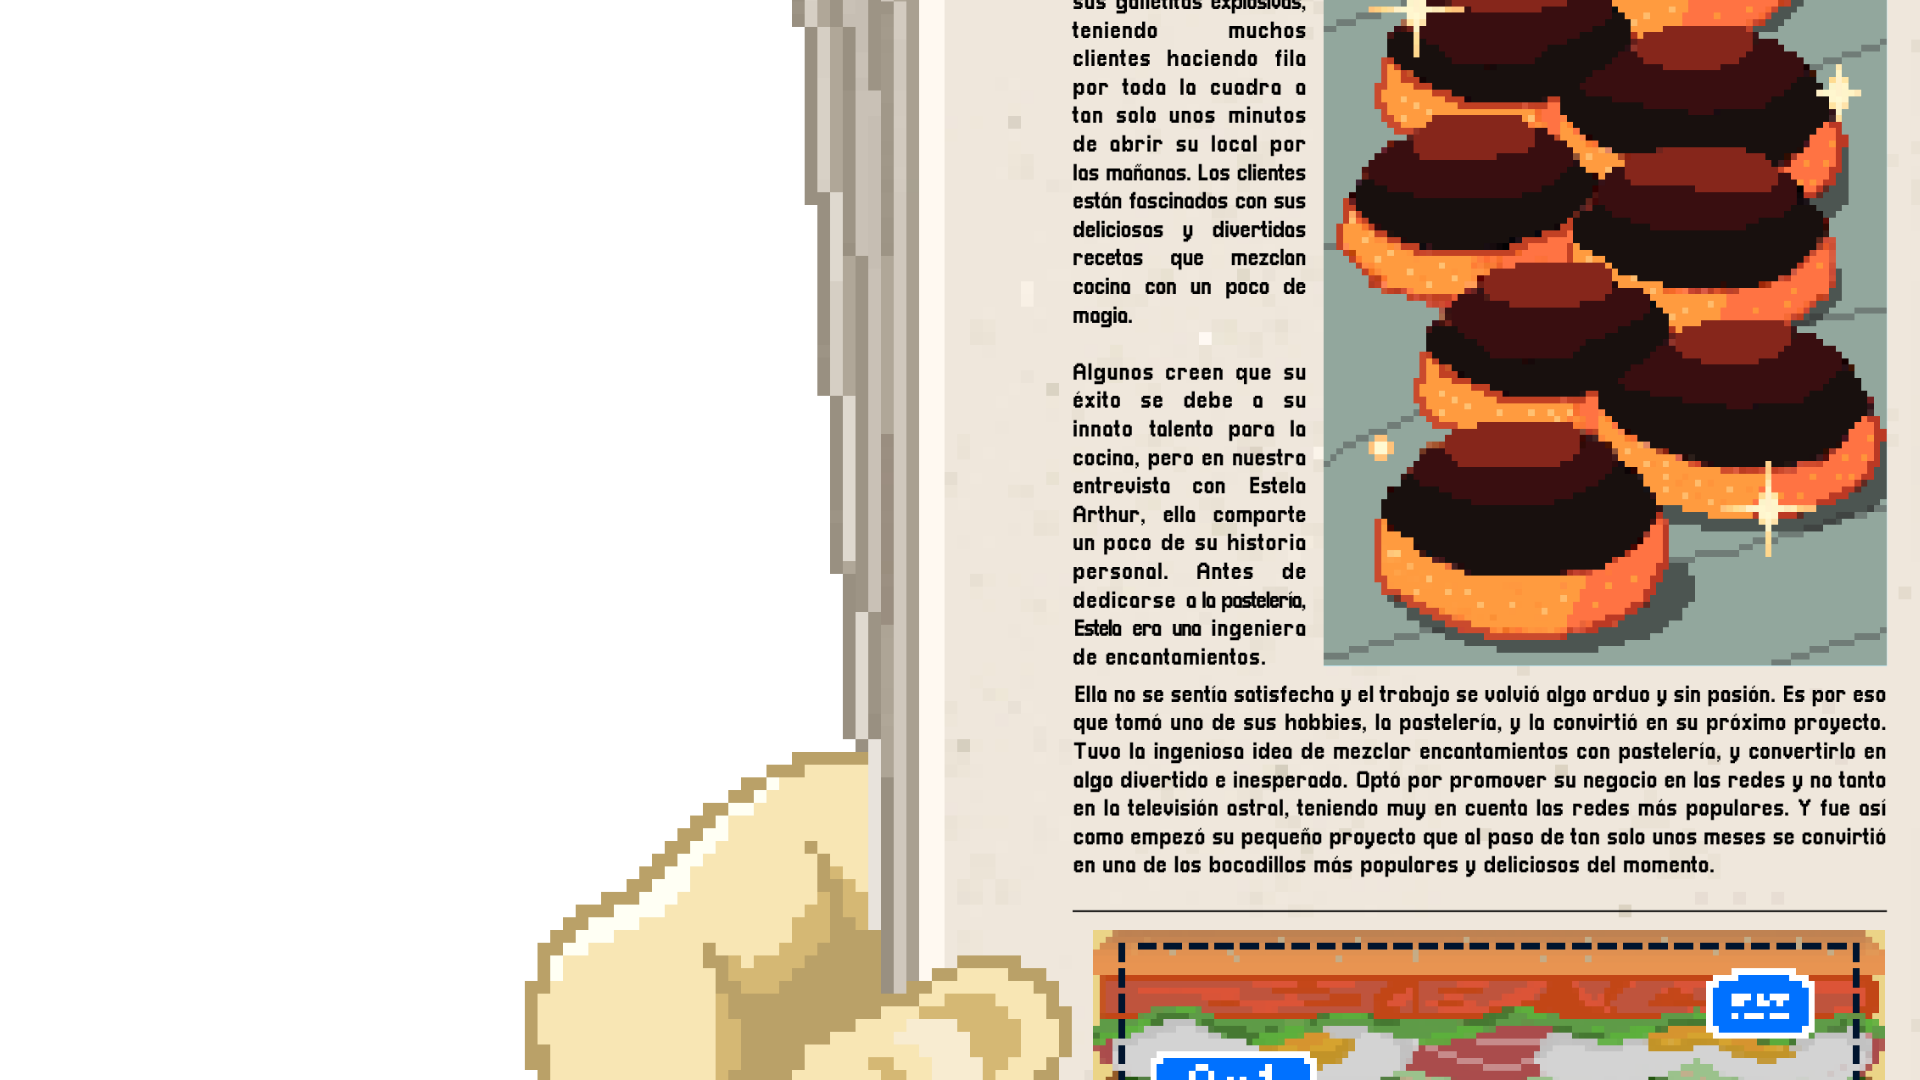 sus galletitas explosivas,
teniendo muchos
clientes haciendo fila
por toda la cuadra a
tan solo unos minutos
de abrir su local por
las mañanas. Los clientes
están fascinados con sus
deliciosas y divertidas
recetas que mezclan
cocina con un poco de
magia.
Algunos creen que su
éxito se debe a su
innato talento para la
cocina, pero en nuestra
entrevista con Estela
Arthur, ella comparte
un poco de su historia
personal. Antes de
dedicarse a la pastelería,
Estela era una ingeniera
de encantamientos.
Ella no se sentía satisfecha y el trabajo se volvió algo arduo y sin pasión. Es por eso
que tomó uno de sus hobbies, la pastelería, y la convirtió en su próximo proyecto.
Tuvo la ingeniosa idea de mezclar encantamientos con pastelería, y convertirlo en
algo divertido e inesperado. Optó por promover su negocio en las redes y no tanto
en la televisión astral, teniendo muy en cuenta las redes más populares. Y fue así
como empezó su pequeño proyecto que al paso de tan solo unos meses se convirtió
en una de los bocadillos más populares y deliciosos del momento.